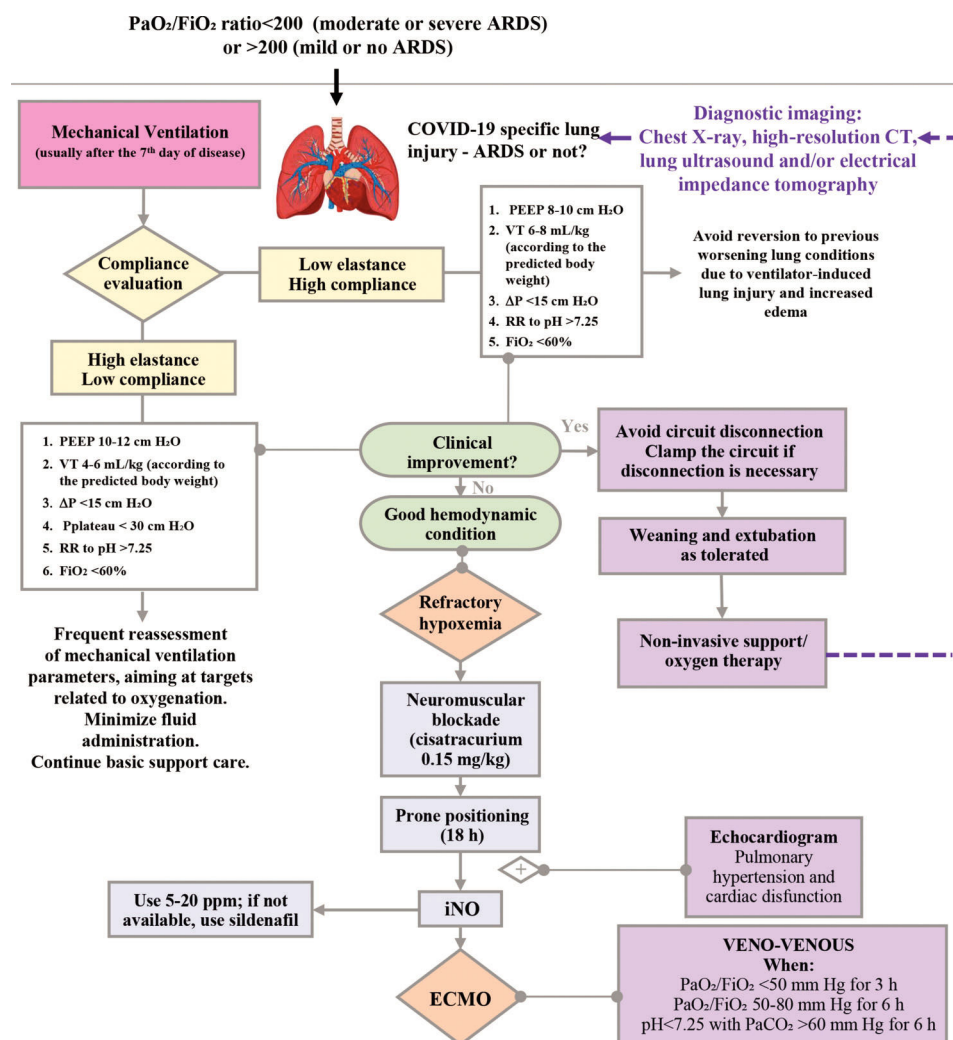 PaO₂/FiO₂ ratio<200 (moderate or severe ARDS)
or >200 (mild or no ARDS)
Mechanical Ventilation
(usually after the 7th day of disease)
COVID-19 specific lung
injury - ARDS or not?
Diagnostic imaging:
Chest X-ray, high-resolution CT,
lung ultrasound and/or electrical
impedance tomography
Compliance
evaluation
Low elastance
High compliance
1. PEEP 8-10 cm H₂O
2. VT 6-8 mL/kg
(according to the
predicted body
weight)
3. ΔP <15 cm H₂O
4. RR to pH >7.25
5. FiO₂ <60%
Avoid reversion to previous
worsening lung conditions
due to ventilator-induced
lung injury and increased
edema
High elastance
Low compliance
1. PEEP 10-12 cm H₂O
2. VT 4-6 mL/kg (according to
the predicted body weight)
3. ΔP <15 cm H₂O
4. Pplateau < 30 cm H₂O
5. RR to pH >7.25
6. FiO₂ <60%
Clinical
improvement?
Yes
No
Avoid circuit disconnection
Clamp the circuit if
disconnection is necessary
Good hemodynamic
condition
Weaning and extubation
as tolerated
Refractory
hypoxemia
Non-invasive support/
oxygen therapy
Frequent reassessment
of mechanical ventilation
parameters, aiming at targets
related to oxygenation.
Minimize fluid
administration.
Continue basic support care.
Neuromuscular
blockade
(cisatracurium
0.15 mg/kg)
Prone positioning
(18 h)
+
Echocardiogram
Pulmonary
hypertension and
cardiac disfunction
Use 5-20 ppm; if not
available, use sildenafil
iNO
ECMO
VENO-VENOUS
When:
PaO₂/FiO₂ <50 mm Hg for 3 h
PaO₂/FiO₂ 50-80 mm Hg for 6 h
pH<7.25 with PaCO₂ >60 mm Hg for 6 h